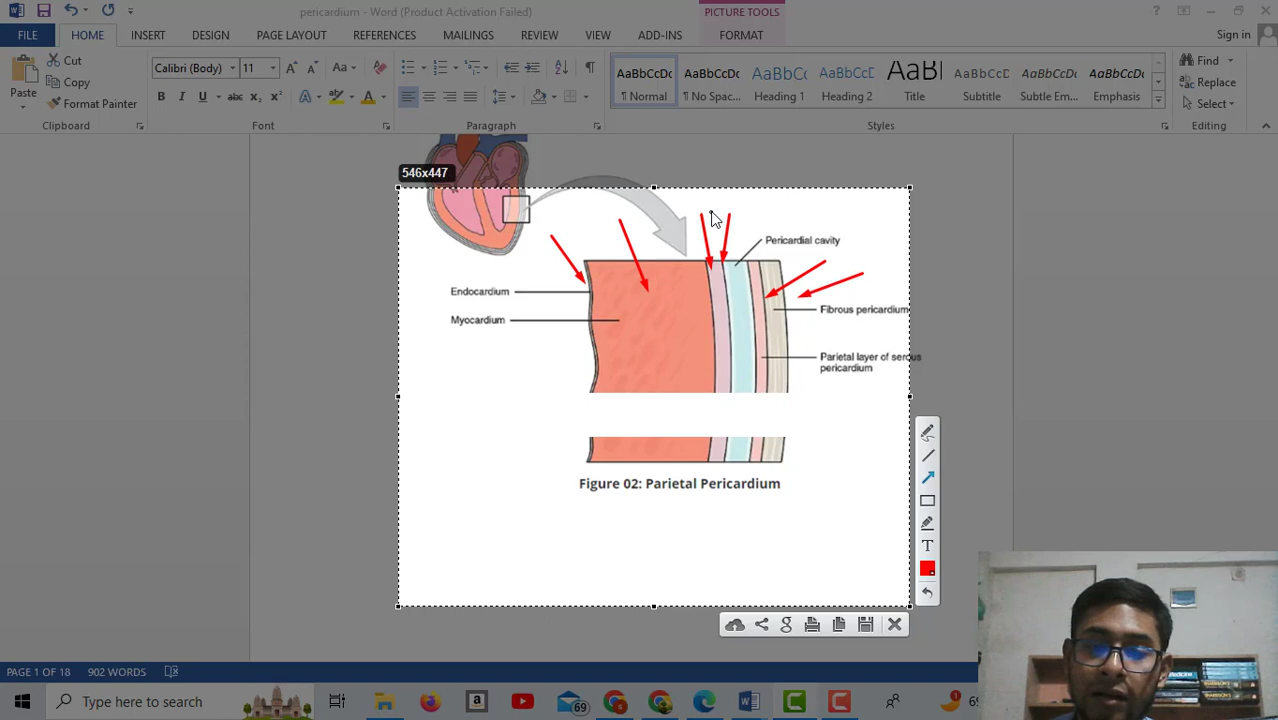 pericardium - Word (Product Activation Failed)
PICTURE TOOLS
?
FILE
HOME
INSERT
DESIGN
PAGE LAYOUT
REFERENCES
MAILINGS
REVIEW
VIEW
ADD-INS
FORMAT
Sign in
Paste
Cut
Copy
Format Painter
Calibri (Body)
11
B I U abc x₂ x²
AaBbCcDc
¶ Normal
AaBbCcDc
¶ No Spac...
AaBbCc
Heading 1
AaBbCcC
Heading 2
AaBl
Title
AaBbCcC
Subtitle
AaBbCcDc
Subtle Em...
AaBbCcDc
Emphasis
Find
Replace
Select
Clipboard
Font
Paragraph
Styles
Editing
546x447
Pericardial cavity
Endocardium
Myocardium
Fibrous pericardium
Parietal layer of serous
pericardium
Figure 02: Parietal Pericardium
PAGE 1 OF 18
902 WORDS
Type here to search
69